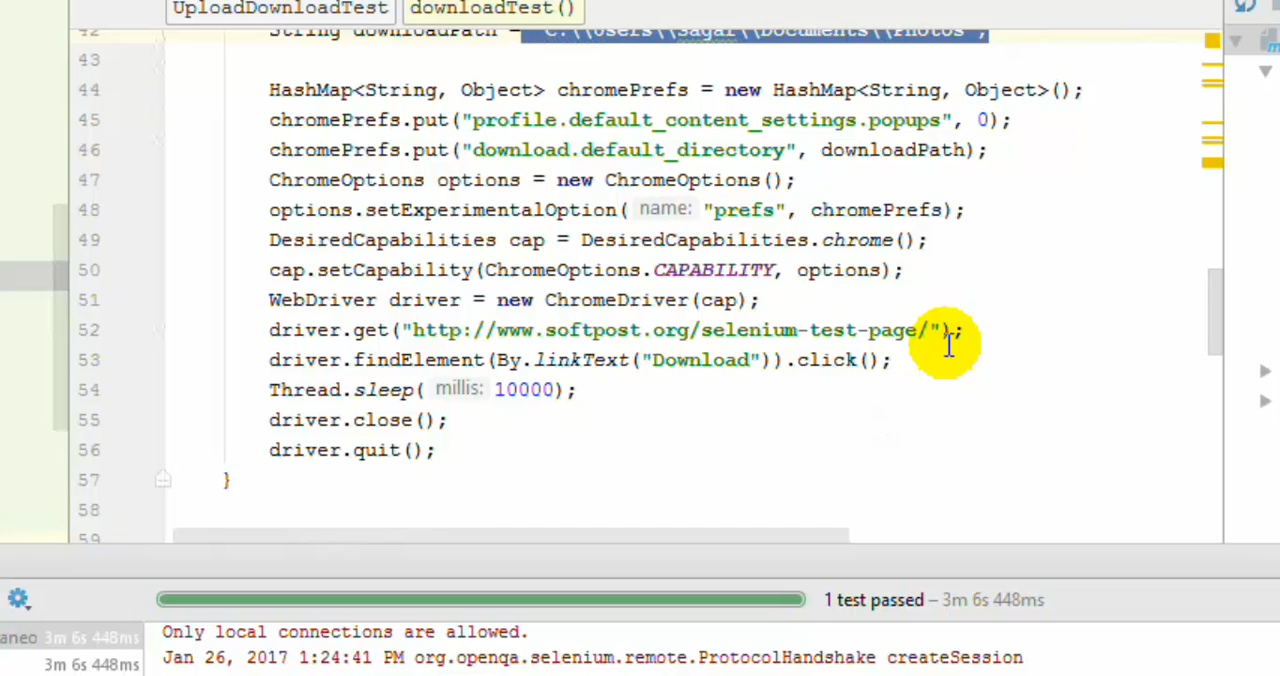 UploadDownloadTest downloadTest()
42 String downloadPath = "C:\\Users\\Sagar\\Documents\\Photos";
43
44 HashMap<String, Object> chromePrefs = new HashMap<String, Object>();
45 chromePrefs.put("profile.default_content_settings.popups", 0);
46 chromePrefs.put("download.default_directory", downloadPath);
47 ChromeOptions options = new ChromeOptions();
48 options.setExperimentalOption( name: "prefs", chromePrefs);
49 DesiredCapabilities cap = DesiredCapabilities.chrome();
50 cap.setCapability(ChromeOptions.CAPABILITY, options);
51 WebDriver driver = new ChromeDriver(cap);
52 driver.get("http://www.softpost.org/selenium-test-page/");
53 driver.findElement(By.linkText("Download")).click();
54 Thread.sleep( millis: 10000);
55 driver.close();
56 driver.quit();
57 }
58
59
1 test passed – 3m 6s 448ms
aneo 3m 6s 448ms
Only local connections are allowed.
3m 6s 448ms
Jan 26, 2017 1:24:41 PM org.openqa.selenium.remote.ProtocolHandshake createSession